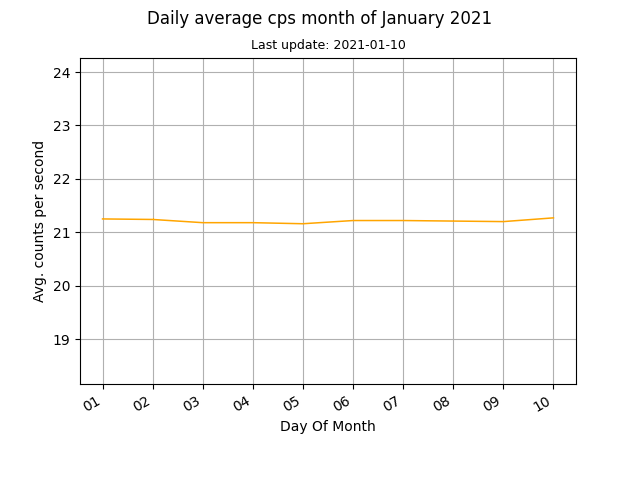 Daily average cps month of January 2021
Last update: 2021-01-10
24
23
22
21
20
19
Avg. counts per second
01 02 03 04 05 06 07 08 09 10
Day Of Month